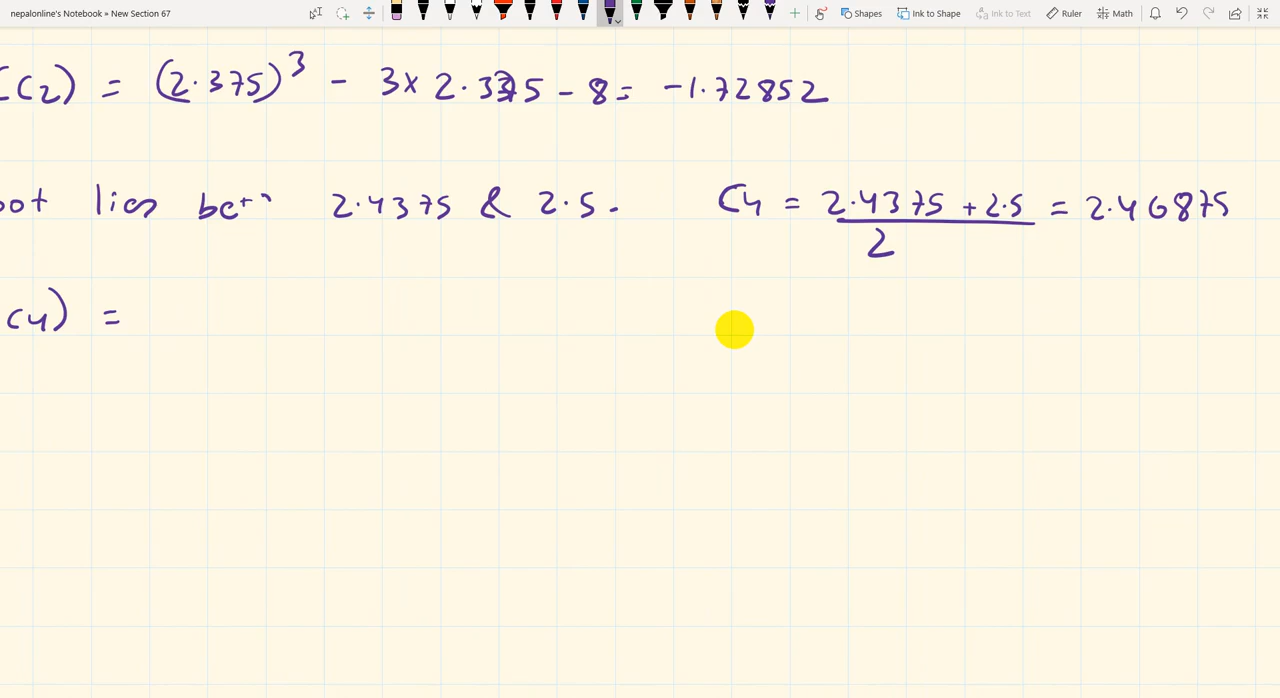 nepalonline's Notebook » New Section 67
Shapes Ink to Shape Ink to Text Ruler Math
(C2) = (2.375)³ - 3× 2.375 - 8 = -1.72852
oot lies betn 2.4375 & 2.5. C4 = 2.4375 + 2.5 = 2.46875
2
(C4) =